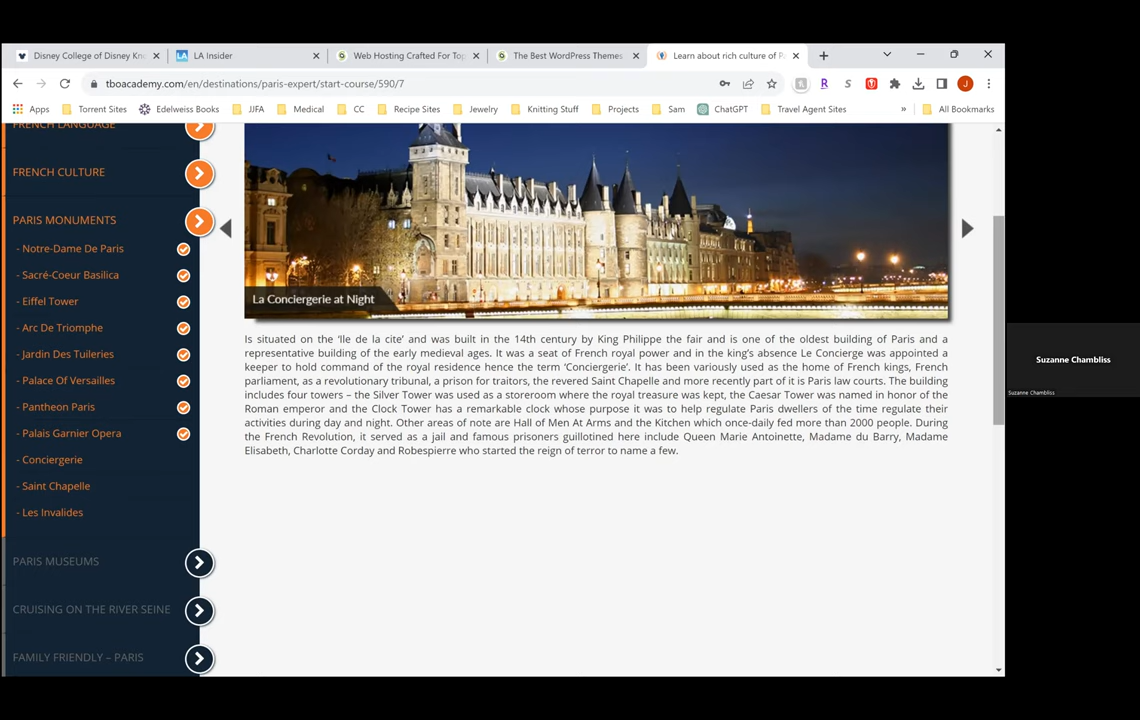 Disney College of Disney Kno
LA Insider
Web Hosting Crafted For Top
The Best WordPress Themes
Learn about rich culture of P
tboacademy.com/en/destinations/paris-expert/start-course/590/7
Apps
Torrent Sites
Edelweiss Books
JJFA
Medical
CC
Recipe Sites
Jewelry
Knitting Stuff
Projects
Sam
ChatGPT
Travel Agent Sites
»
All Bookmarks
FRENCH LANGUAGE
FRENCH CULTURE
PARIS MONUMENTS
- Notre-Dame De Paris
- Sacré-Coeur Basilica
- Eiffel Tower
- Arc De Triomphe
- Jardin Des Tuileries
- Palace Of Versailles
- Pantheon Paris
- Palais Garnier Opera
- Conciergerie
- Saint Chapelle
- Les Invalides
PARIS MUSEUMS
CRUISING ON THE RIVER SEINE
FAMILY FRIENDLY – PARIS
La Conciergerie at Night
Is situated on the ‘Ile de la cite’ and was built in the 14th century by King Philippe the fair and is one of the oldest building of Paris and a
representative building of the early medieval ages. It was a seat of French royal power and in the king’s absence Le Concierge was appointed a
keeper to hold command of the royal residence hence the term ‘Conciergerie’. It has been variously used as the home of French kings, French
parliament, as a revolutionary tribunal, a prison for traitors, the revered Saint Chapelle and more recently part of it is Paris law courts. The building
includes four towers – the Silver Tower was used as a storeroom where the royal treasure was kept, the Caesar Tower was named in honor of the
Roman emperor and the Clock Tower has a remarkable clock whose purpose it was to help regulate Paris dwellers of the time regulate their
activities during day and night. Other areas of note are Hall of Men At Arms and the Kitchen which once-daily fed more than 2000 people. During
the French Revolution, it served as a jail and famous prisoners guillotined here include Queen Marie Antoinette, Madame du Barry, Madame
Elisabeth, Charlotte Corday and Robespierre who started the reign of terror to name a few.
Suzanne Chambliss
Suzanne Chambliss